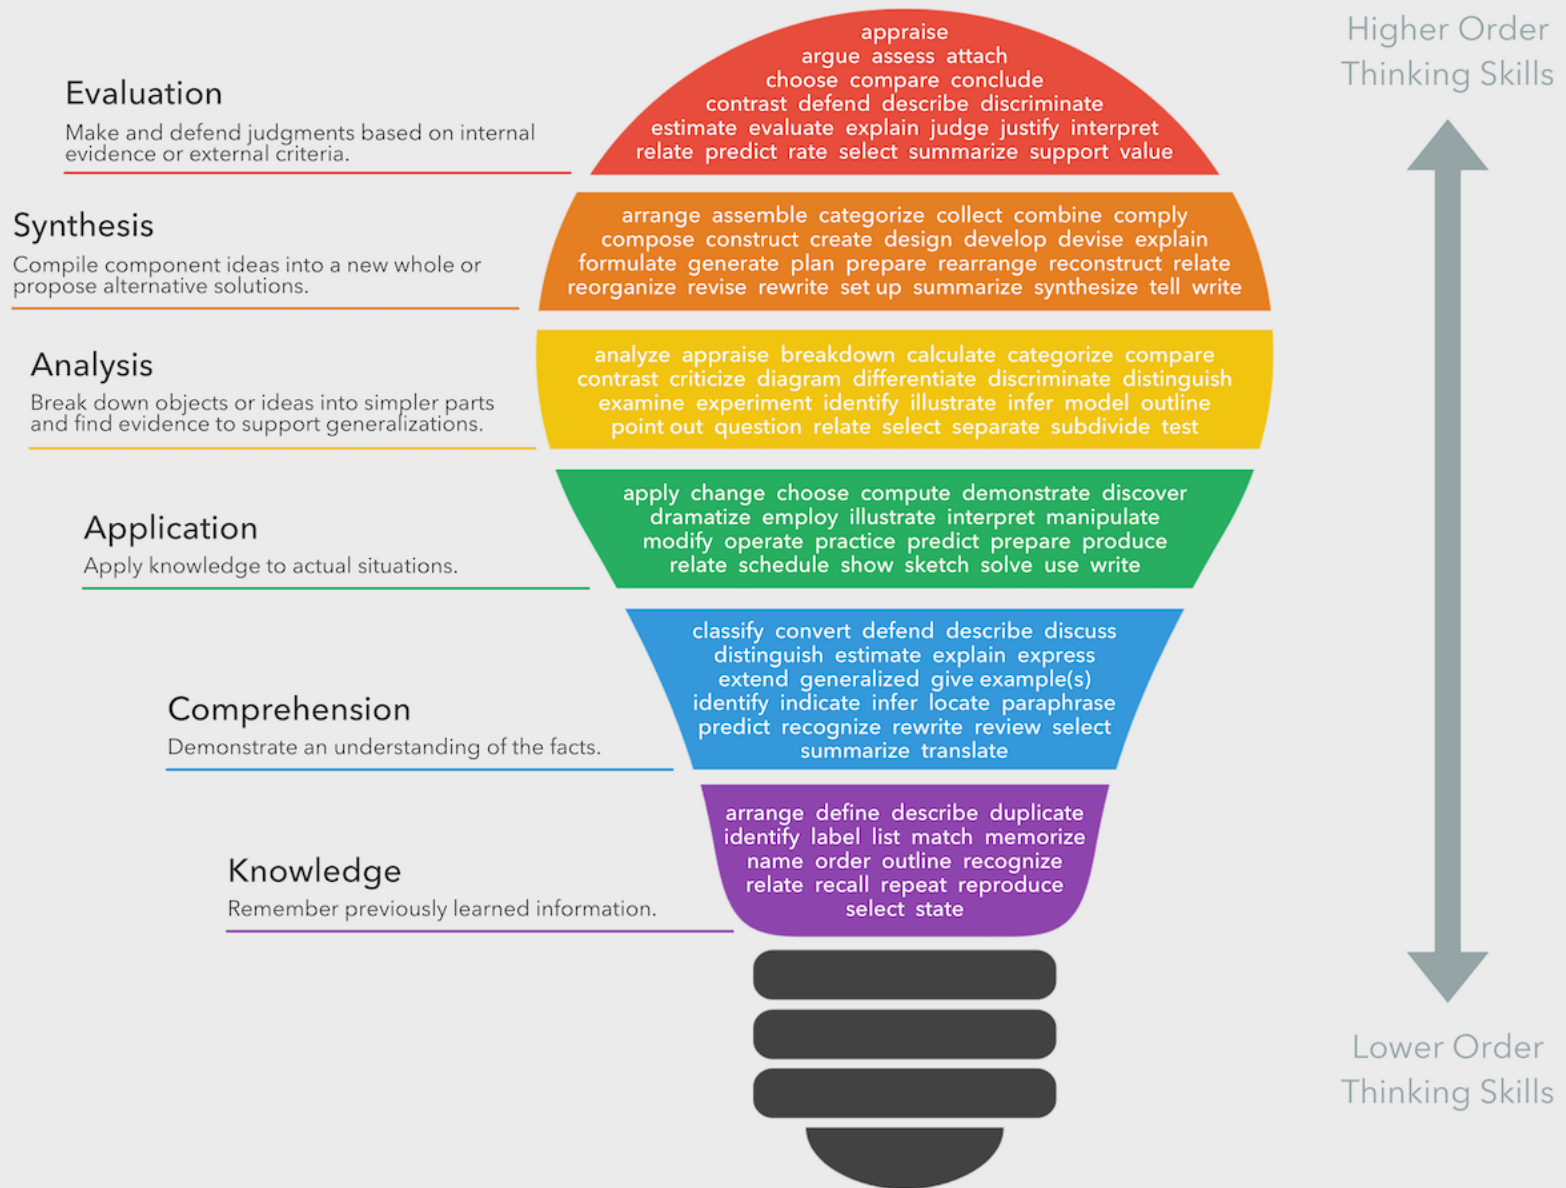 Higher Order
Thinking Skills
Evaluation
Make and defend judgments based on internal
evidence or external criteria.
appraise
argue assess attach
choose compare conclude
contrast defend describe discriminate
estimate evaluate explain judge justify interpret
relate predict rate select summarize support value
Synthesis
Compile component ideas into a new whole or
propose alternative solutions.
arrange assemble categorize collect combine comply
compose construct create design develop devise explain
formulate generate plan prepare rearrange reconstruct relate
reorganize revise rewrite set up summarize synthesize tell write
Analysis
Break down objects or ideas into simpler parts
and find evidence to support generalizations.
analyze appraise breakdown calculate categorize compare
contrast criticize diagram differentiate discriminate distinguish
examine experiment identify illustrate infer model outline
point out question relate select separate subdivide test
Application
Apply knowledge to actual situations.
apply change choose compute demonstrate discover
dramatize employ illustrate interpret manipulate
modify operate practice predict prepare produce
relate schedule show sketch solve use write
Comprehension
Demonstrate an understanding of the facts.
classify convert defend describe discuss
distinguish estimate explain express
extend generalized give example(s)
identify indicate infer locate paraphrase
predict recognize rewrite review select
summarize translate
Knowledge
Remember previously learned information.
arrange define describe duplicate
identify label list match memorize
name order outline recognize
relate recall repeat reproduce
select state
Lower Order
Thinking Skills